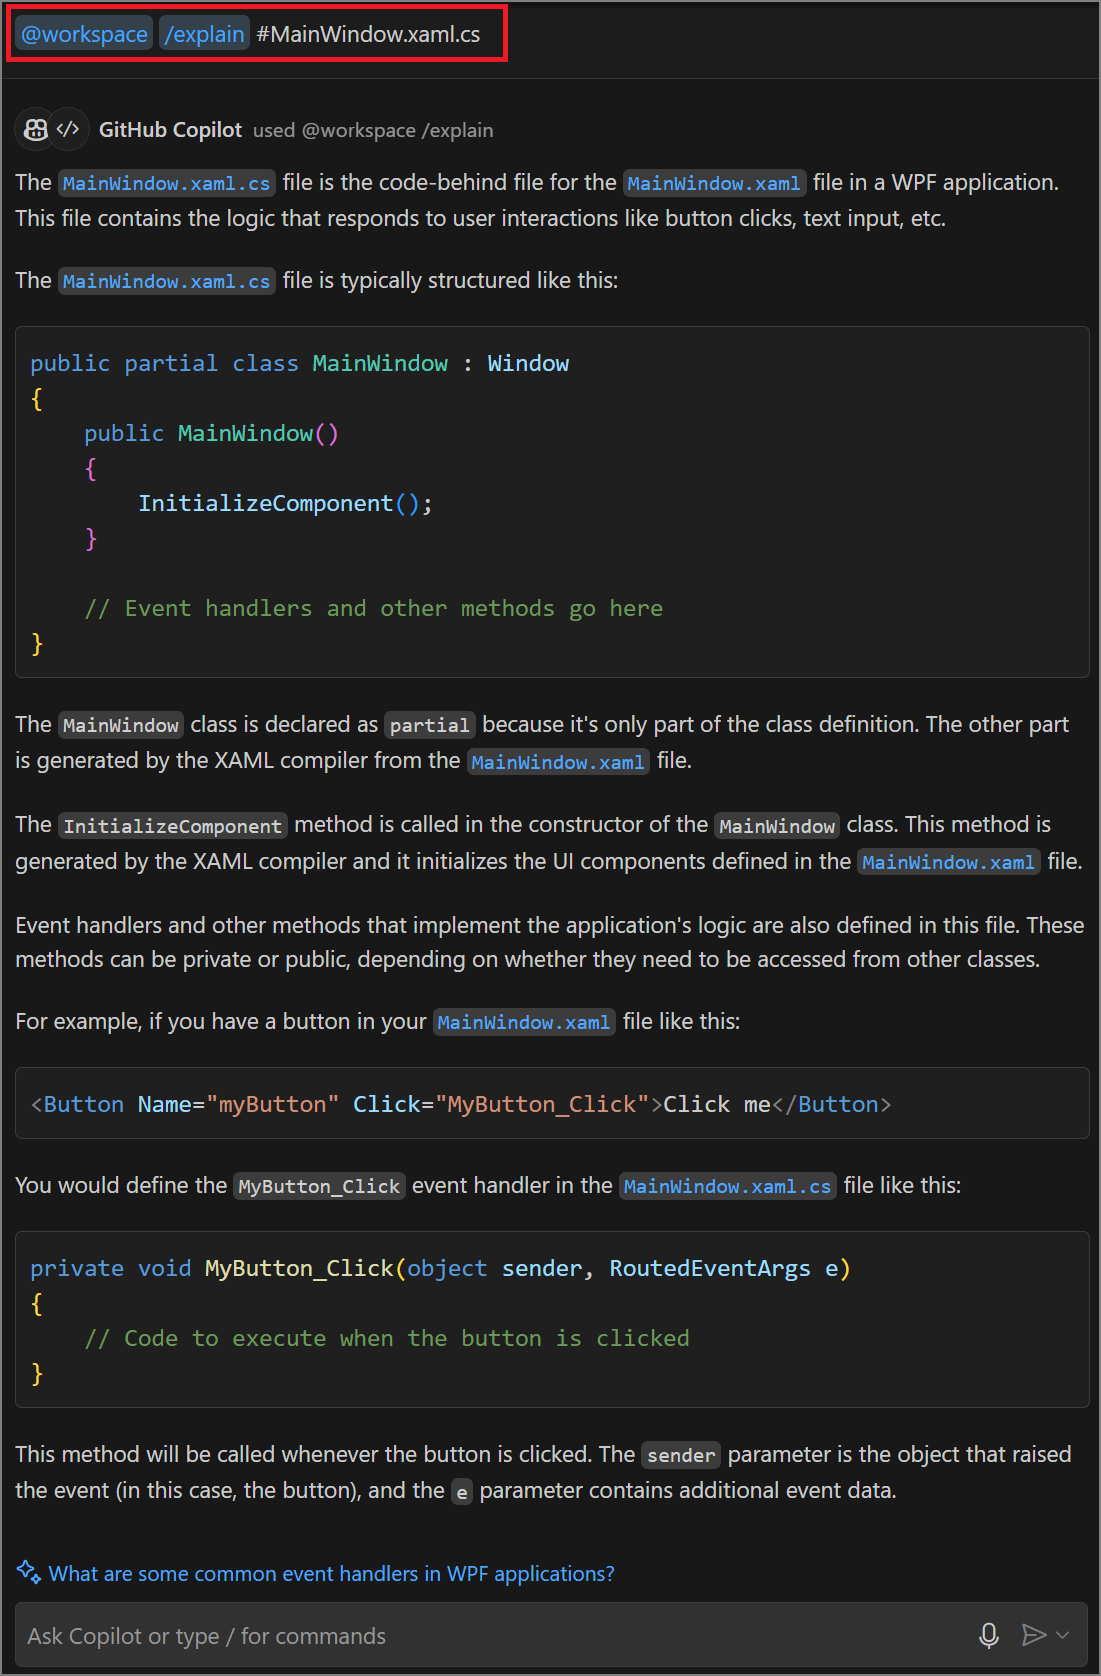 @workspace /explain #MainWindow.xaml.cs
GitHub Copilot used @workspace /explain
The MainWindow.xaml.cs file is the code-behind file for the MainWindow.xaml file in a WPF application.
This file contains the logic that responds to user interactions like button clicks, text input, etc.
The MainWindow.xaml.cs file is typically structured like this:
public partial class MainWindow : Window
{
    public MainWindow()
    {
        InitializeComponent();
    }
    // Event handlers and other methods go here
}
The MainWindow class is declared as partial because it's only part of the class definition. The other part
is generated by the XAML compiler from the MainWindow.xaml file.
The InitializeComponent method is called in the constructor of the MainWindow class. This method is
generated by the XAML compiler and it initializes the UI components defined in the MainWindow.xaml file.
Event handlers and other methods that implement the application's logic are also defined in this file. These
methods can be private or public, depending on whether they need to be accessed from other classes.
For example, if you have a button in your MainWindow.xaml file like this:
<Button Name="myButton" Click="MyButton_Click">Click me</Button>
You would define the MyButton_Click event handler in the MainWindow.xaml.cs file like this:
private void MyButton_Click(object sender, RoutedEventArgs e)
{
    // Code to execute when the button is clicked
}
This method will be called whenever the button is clicked. The sender parameter is the object that raised
the event (in this case, the button), and the e parameter contains additional event data.
What are some common event handlers in WPF applications?
Ask Copilot or type / for commands